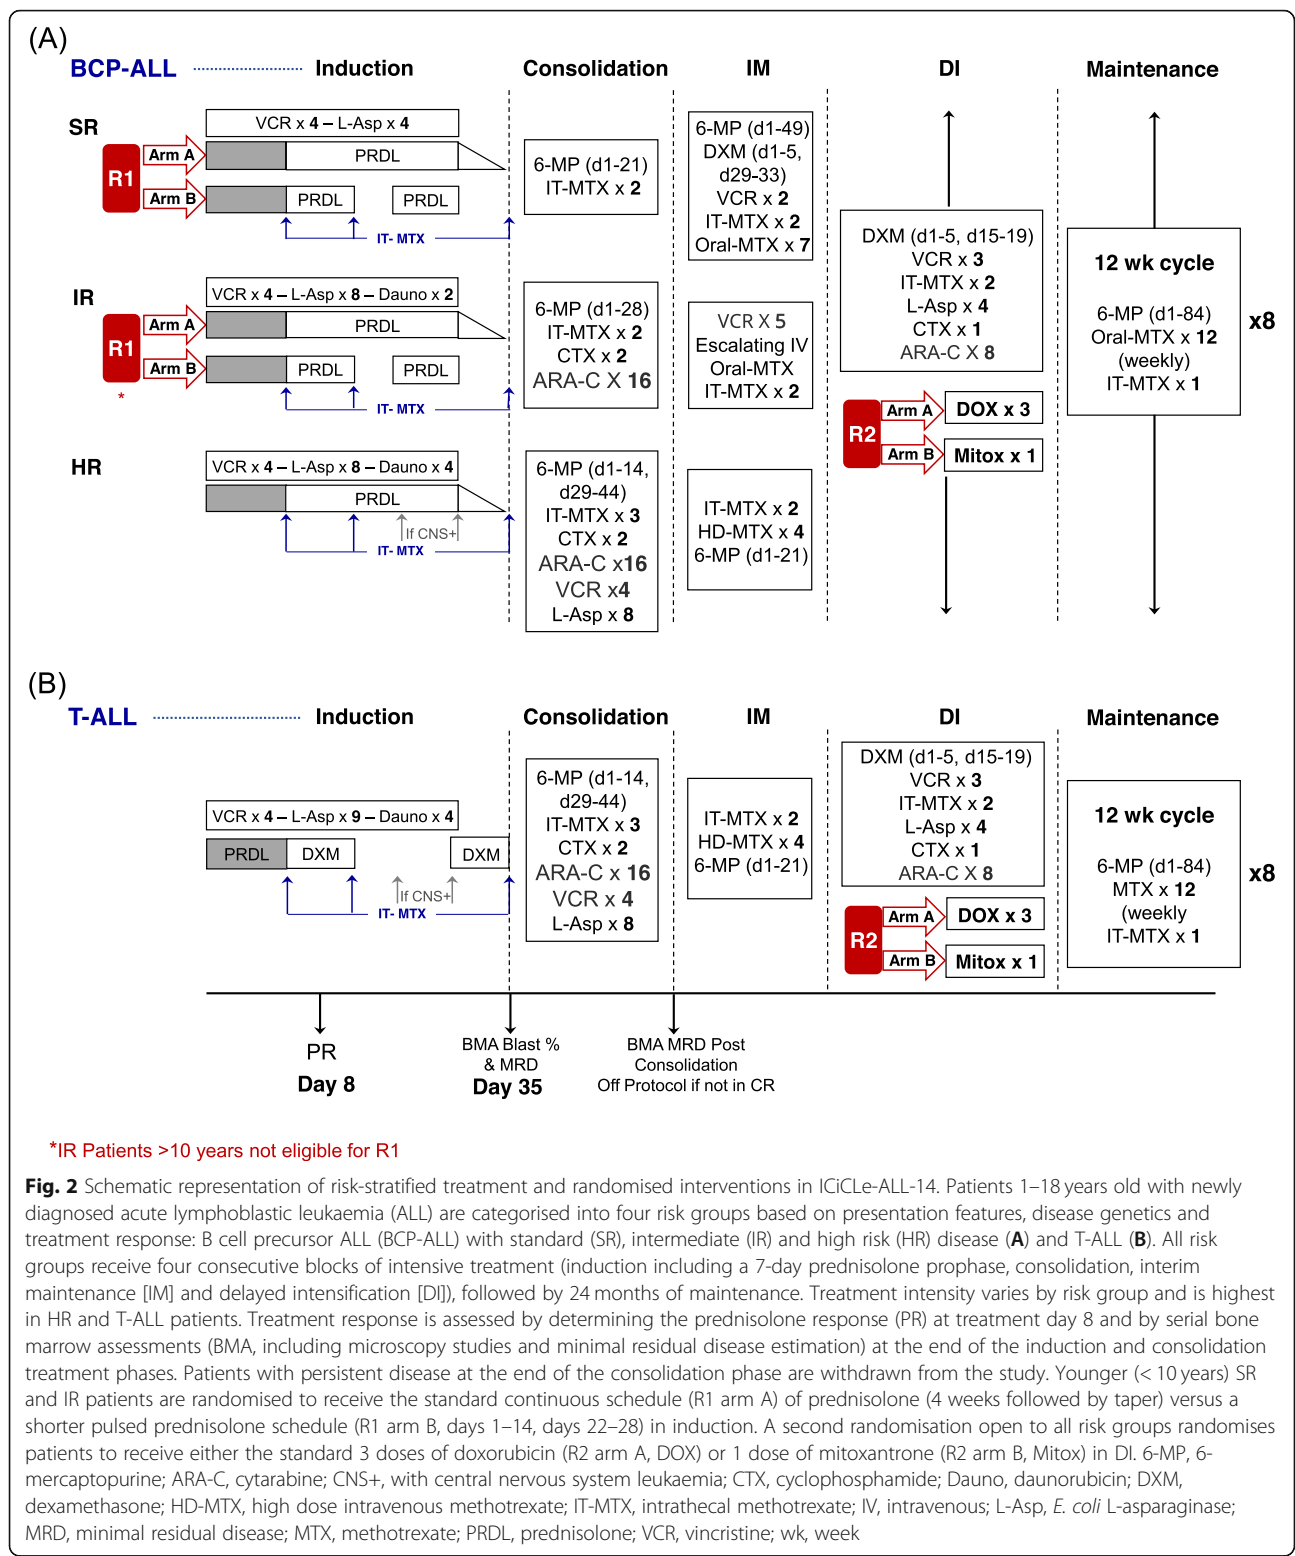 (A)
BCP-ALL Induction Consolidation IM DI Maintenance
SR
VCR x 4 – L-Asp x 4
R1
Arm A
PRDL
Arm B
PRDL PRDL
IT- MTX
6-MP (d1-21)
IT-MTX x 2
6-MP (d1-49)
DXM (d1-5,
d29-33)
VCR x 2
IT-MTX x 2
Oral-MTX x 7
IR
VCR x 4 – L-Asp x 8 – Dauno x 2
R1
Arm A
PRDL
Arm B
PRDL PRDL
*
IT- MTX
6-MP (d1-28)
IT-MTX x 2
CTX x 2
ARA-C X 16
VCR X 5
Escalating IV
Oral-MTX
IT-MTX x 2
HR
VCR x 4 – L-Asp x 8 – Dauno x 4
PRDL
If CNS+
IT- MTX
6-MP (d1-14,
d29-44)
IT-MTX x 3
CTX x 2
ARA-C x16
VCR x4
L-Asp x 8
IT-MTX x 2
HD-MTX x 4
6-MP (d1-21)
DXM (d1-5, d15-19)
VCR x 3
IT-MTX x 2
L-Asp x 4
CTX x 1
ARA-C X 8
R2
Arm A
DOX x 3
Arm B
Mitox x 1
12 wk cycle
6-MP (d1-84)
Oral-MTX x 12
(weekly)
IT-MTX x 1
x8
(B)
T-ALL Induction Consolidation IM DI Maintenance
VCR x 4 – L-Asp x 9 – Dauno x 4
PRDL DXM DXM
If CNS+
IT- MTX
6-MP (d1-14,
d29-44)
IT-MTX x 3
CTX x 2
ARA-C x 16
VCR x 4
L-Asp x 8
IT-MTX x 2
HD-MTX x 4
6-MP (d1-21)
DXM (d1-5, d15-19)
VCR x 3
IT-MTX x 2
L-Asp x 4
CTX x 1
ARA-C X 8
R2
Arm A
DOX x 3
Arm B
Mitox x 1
12 wk cycle
6-MP (d1-84)
MTX x 12
(weekly
IT-MTX x 1
x8
PR
Day 8
BMA Blast %
& MRD
Day 35
BMA MRD Post
Consolidation
Off Protocol if not in CR
*IR Patients >10 years not eligible for R1
Fig. 2 Schematic representation of risk-stratified treatment and randomised interventions in ICiCLe-ALL-14. Patients 1–18 years old with newly
diagnosed acute lymphoblastic leukaemia (ALL) are categorised into four risk groups based on presentation features, disease genetics and
treatment response: B cell precursor ALL (BCP-ALL) with standard (SR), intermediate (IR) and high risk (HR) disease (A) and T-ALL (B). All risk
groups receive four consecutive blocks of intensive treatment (induction including a 7-day prednisolone prophase, consolidation, interim
maintenance [IM] and delayed intensification [DI]), followed by 24 months of maintenance. Treatment intensity varies by risk group and is highest
in HR and T-ALL patients. Treatment response is assessed by determining the prednisolone response (PR) at treatment day 8 and by serial bone
marrow assessments (BMA, including microscopy studies and minimal residual disease estimation) at the end of the induction and consolidation
treatment phases. Patients with persistent disease at the end of the consolidation phase are withdrawn from the study. Younger (< 10 years) SR
and IR patients are randomised to receive the standard continuous schedule (R1 arm A) of prednisolone (4 weeks followed by taper) versus a
shorter pulsed prednisolone schedule (R1 arm B, days 1–14, days 22–28) in induction. A second randomisation open to all risk groups randomises
patients to receive either the standard 3 doses of doxorubicin (R2 arm A, DOX) or 1 dose of mitoxantrone (R2 arm B, Mitox) in DI. 6-MP, 6-
mercaptopurine; ARA-C, cytarabine; CNS+, with central nervous system leukaemia; CTX, cyclophosphamide; Dauno, daunorubicin; DXM,
dexamethasone; HD-MTX, high dose intravenous methotrexate; IT-MTX, intrathecal methotrexate; IV, intravenous; L-Asp, E. coli L-asparaginase;
MRD, minimal residual disease; MTX, methotrexate; PRDL, prednisolone; VCR, vincristine; wk, week